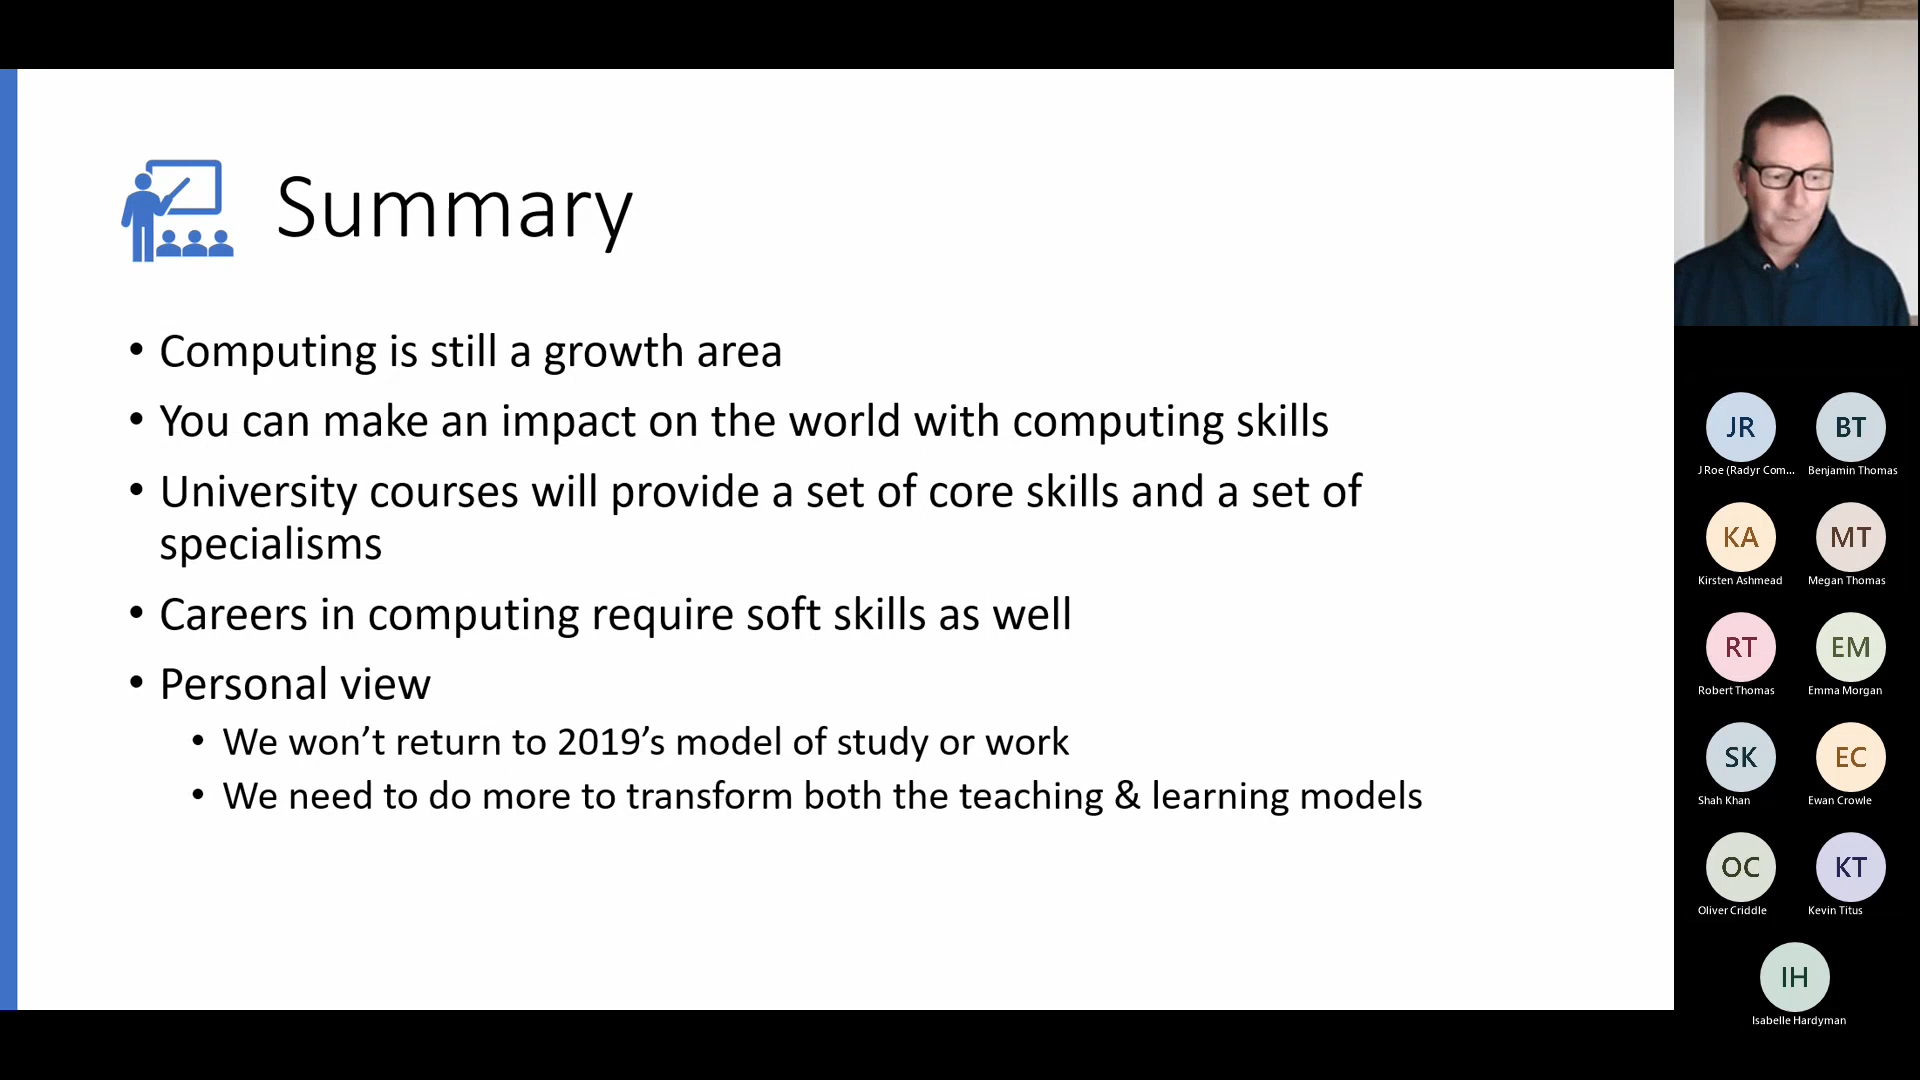 Summary
• Computing is still a growth area
• You can make an impact on the world with computing skills
• University courses will provide a set of core skills and a set of
specialisms
• Careers in computing require soft skills as well
• Personal view
• We won’t return to 2019’s model of study or work
• We need to do more to transform both the teaching & learning models
JR
BT
J Roe (Radyr Com...
Benjamin Thomas
KA
MT
Kirsten Ashmead
Megan Thomas
RT
EM
Robert Thomas
Emma Morgan
SK
EC
Shah Khan
Ewan Crowle
OC
KT
Oliver Criddle
Kevin Titus
IH
Isabelle Hardyman